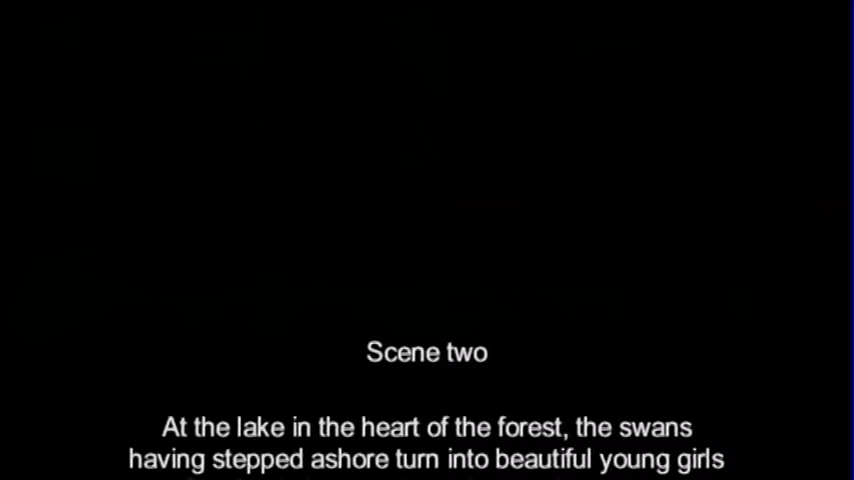 Scene two
At the lake in the heart of the forest, the swans
having stepped ashore turn into beautiful young girls